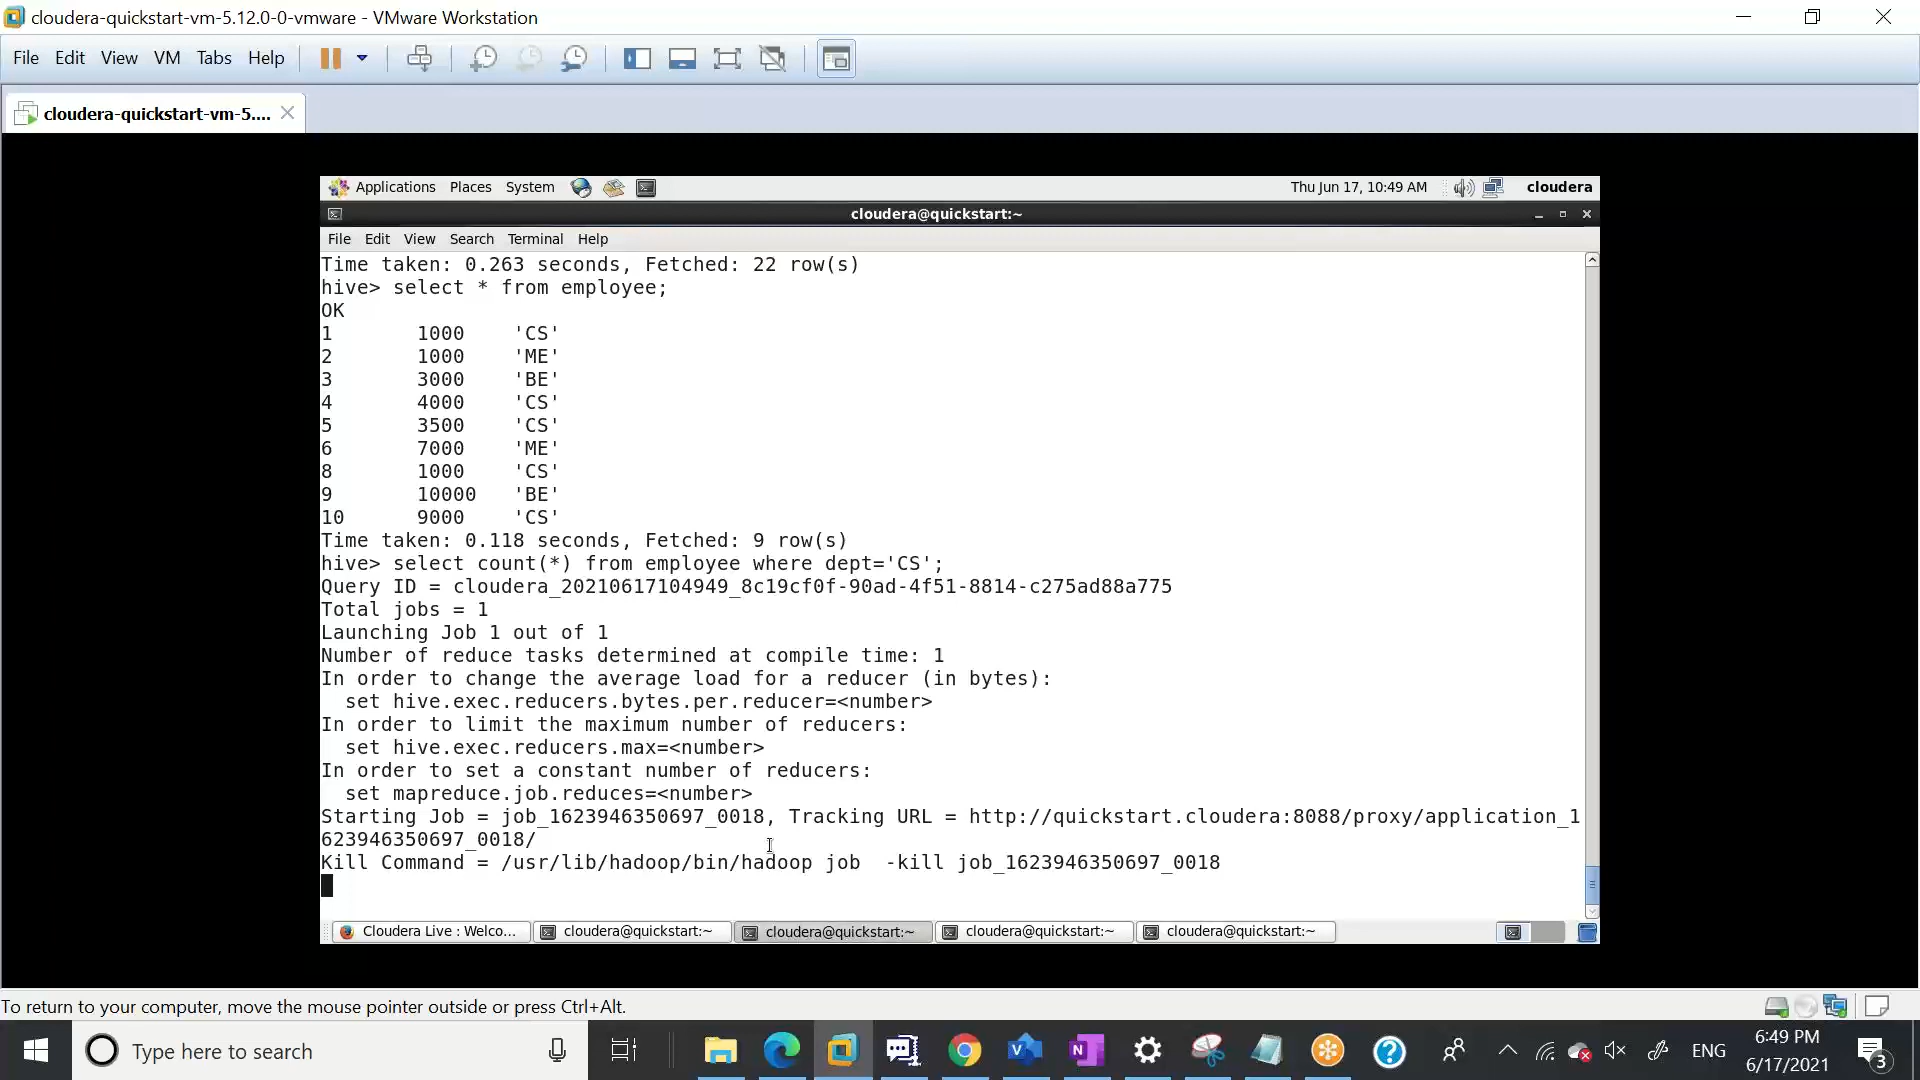 cloudera-quickstart-vm-5.12.0-0-vmware - VMware Workstation
File Edit View VM Tabs Help
cloudera-quickstart-vm-5....
Applications Places System Thu Jun 17, 10:49 AM cloudera
cloudera@quickstart:~
File Edit View Search Terminal Help
Time taken: 0.263 seconds, Fetched: 22 row(s)
hive> select * from employee;
OK
1 1000 'CS'
2 1000 'ME'
3 3000 'BE'
4 4000 'CS'
5 3500 'CS'
6 7000 'ME'
8 1000 'CS'
9 10000 'BE'
10 9000 'CS'
Time taken: 0.118 seconds, Fetched: 9 row(s)
hive> select count(*) from employee where dept='CS';
Query ID = cloudera_20210617104949_8c19cf0f-90ad-4f51-8814-c275ad88a775
Total jobs = 1
Launching Job 1 out of 1
Number of reduce tasks determined at compile time: 1
In order to change the average load for a reducer (in bytes):
  set hive.exec.reducers.bytes.per.reducer=<number>
In order to limit the maximum number of reducers:
  set hive.exec.reducers.max=<number>
In order to set a constant number of reducers:
  set mapreduce.job.reduces=<number>
Starting Job = job_1623946350697_0018, Tracking URL = http://quickstart.cloudera:8088/proxy/application_1
623946350697_0018/
Kill Command = /usr/lib/hadoop/bin/hadoop job  -kill job_1623946350697_0018
Cloudera Live : Welco... cloudera@quickstart:~ cloudera@quickstart:~ cloudera@quickstart:~ cloudera@quickstart:~
To return to your computer, move the mouse pointer outside or press Ctrl+Alt.
Type here to search ENG 6:49 PM
6/17/2021 3